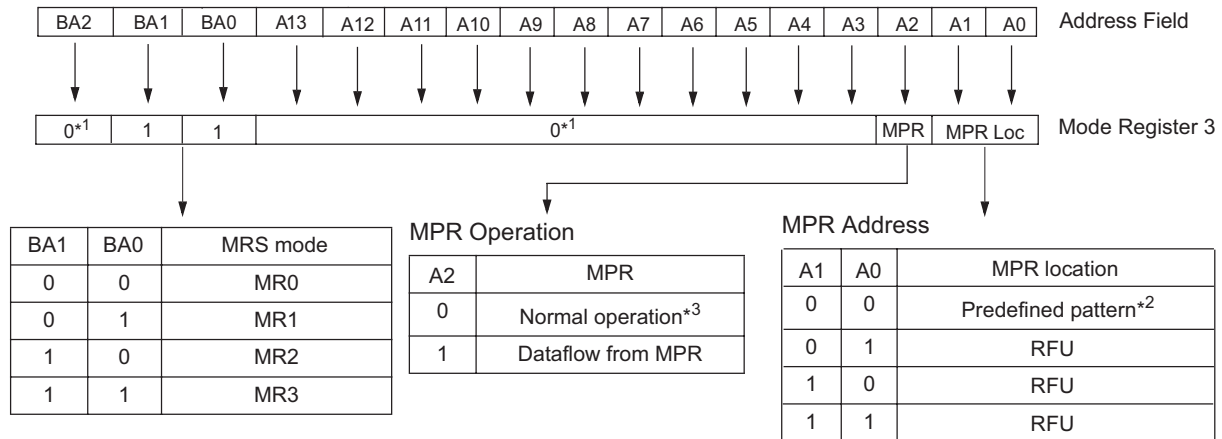 BA2 BA1 BA0 A13 A12 A11 A10 A9 A8 A7 A6 A5 A4 A3 A2 A1 A0 Address Field
0*1 1 1 0*1 MPR MPR Loc Mode Register 3
BA1 BA0 MRS mode
0 0 MR0
0 1 MR1
1 0 MR2
1 1 MR3
MPR Operation
A2 MPR
0 Normal operation*3
1 Dataflow from MPR
MPR Address
A1 A0 MPR location
0 0 Predefined pattern*2
0 1 RFU
1 0 RFU
1 1 RFU